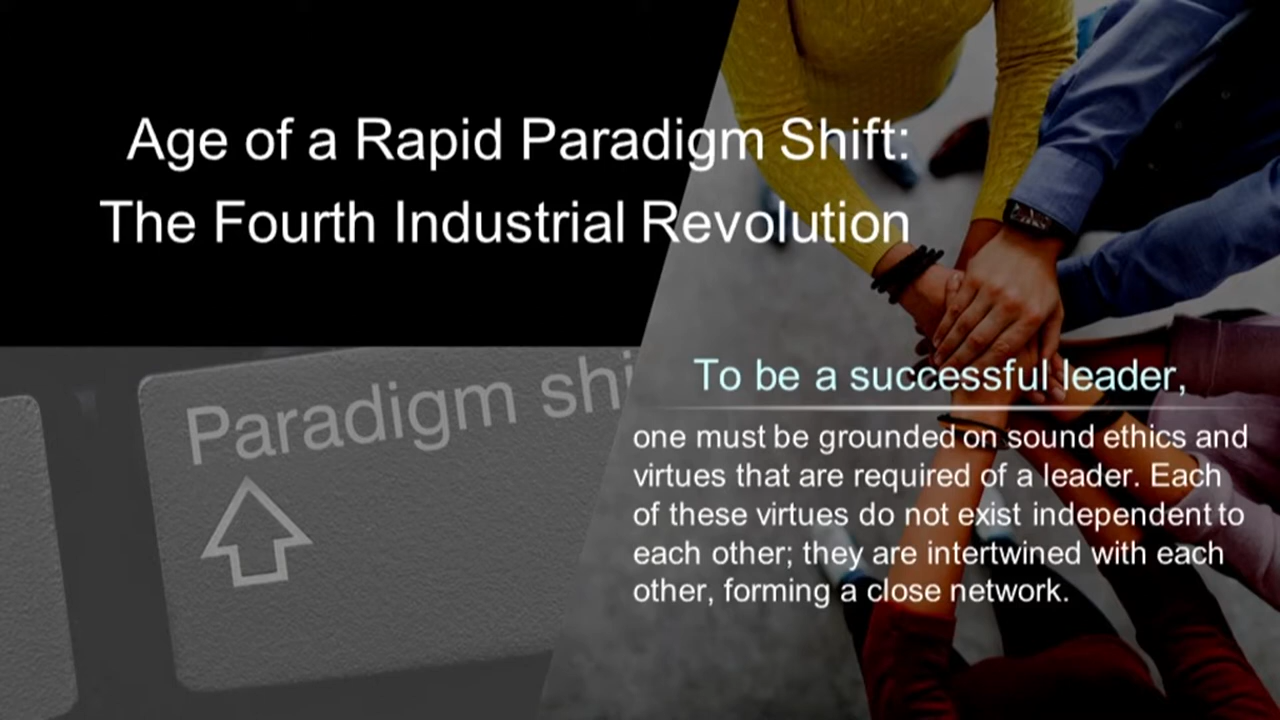 Age of a Rapid Paradigm Shift:
The Fourth Industrial Revolution
Paradigm shi
To be a successful leader,
one must be grounded on sound ethics and
virtues that are required of a leader. Each
of these virtues do not exist independent to
each other; they are intertwined with each
other, forming a close network.